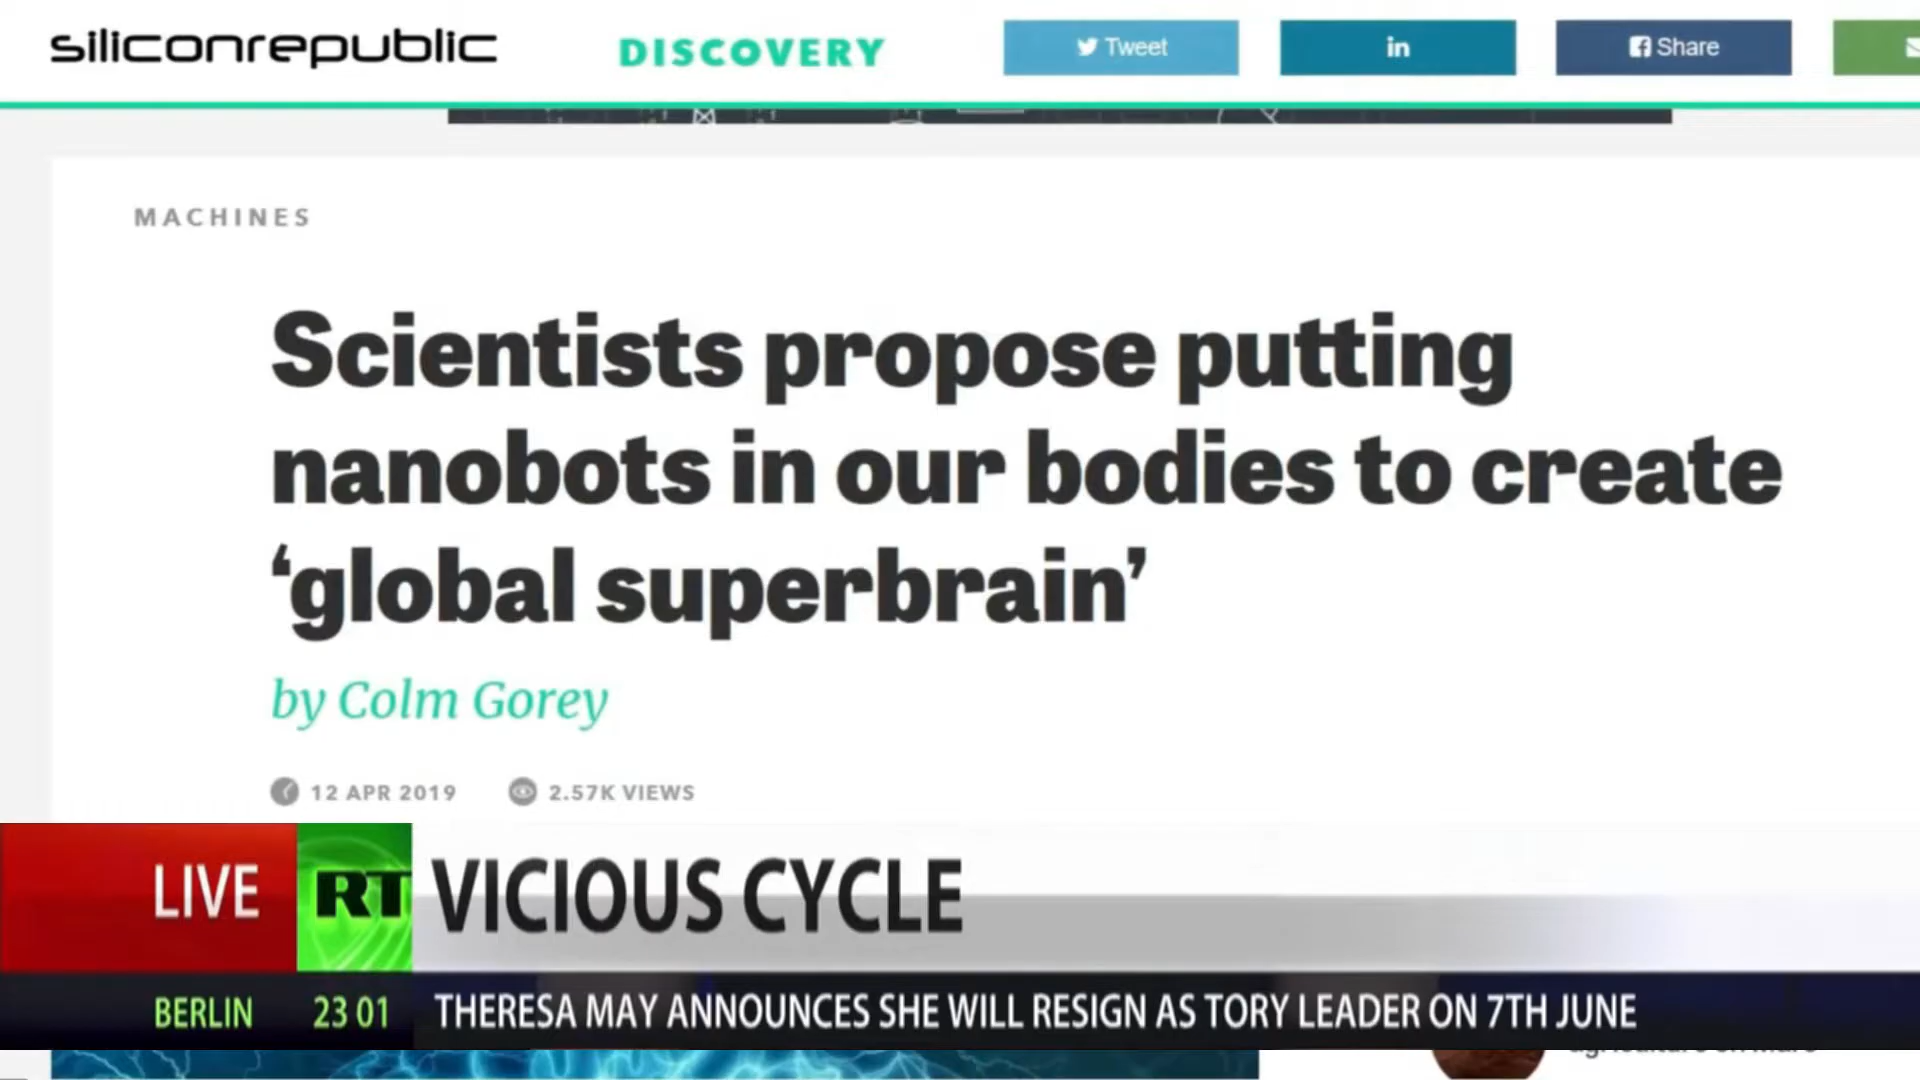 siliconrepublic
DISCOVERY
Tweet
in
Share
MACHINES
Scientists propose putting
nanobots in our bodies to create
‘global superbrain’
by Colm Gorey
12 APR 2019
2.57K VIEWS
LIVE RT VICIOUS CYCLE
BERLIN 23 01 THERESA MAY ANNOUNCES SHE WILL RESIGN AS TORY LEADER ON 7TH JUNE